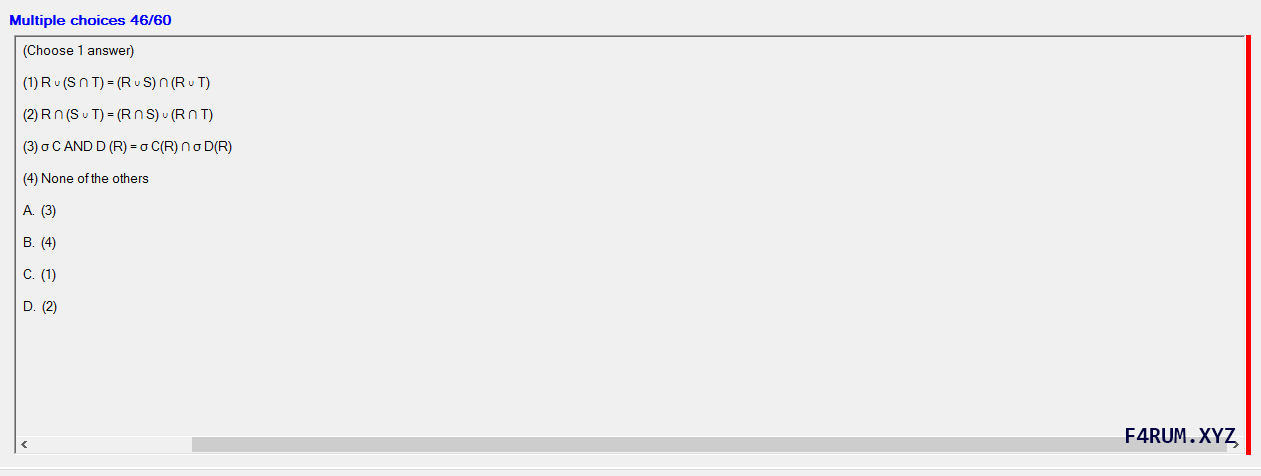 Multiple choices 46/60
(Choose 1 answer)
(1) R ∪ (S ∩ T) = (R ∪ S) ∩ (R ∪ T)
(2) R ∩ (S ∪ T) = (R ∩ S) ∪ (R ∩ T)
(3) σ C AND D (R) = σ C(R) ∩ σ D(R)
(4) None of the others
A. (3)
B. (4)
C. (1)
D. (2)
F4RUM.XYZ